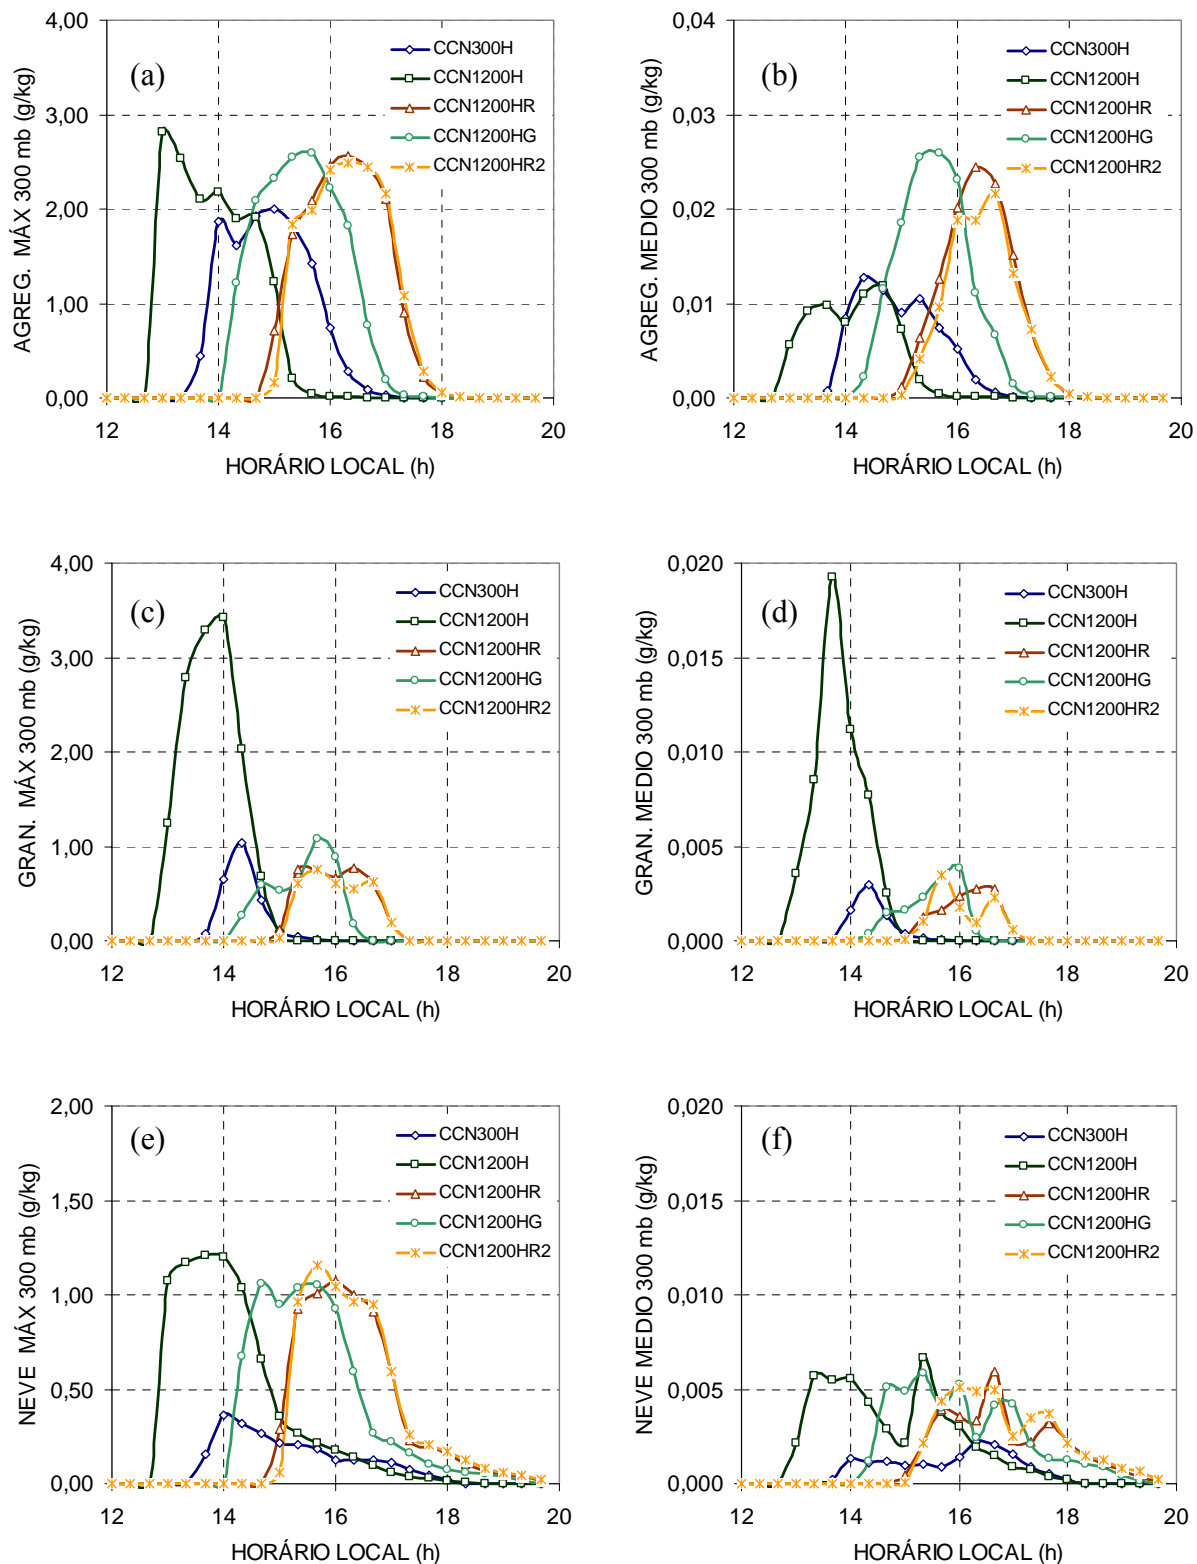 4,00
3,00
2,00
1,00
0,00
AGREG. MÁX 300 mb (g/kg)
(a)
CCN300H
CCN1200H
CCN1200HR
CCN1200HG
CCN1200HR2
12 14 16 18 20
HORÁRIO LOCAL (h)
0,04
0,03
0,02
0,01
0,00
AGREG. MEDIO 300 mb (g/kg)
(b)
CCN300H
CCN1200H
CCN1200HR
CCN1200HG
CCN1200HR2
12 14 16 18 20
HORÁRIO LOCAL (h)
4,00
3,00
2,00
1,00
0,00
GRAN. MÁX 300 mb (g/kg)
(c)
CCN300H
CCN1200H
CCN1200HR
CCN1200HG
CCN1200HR2
12 14 16 18 20
HORÁRIO LOCAL (h)
0,020
0,015
0,010
0,005
0,000
GRAN. MEDIO 300 mb (g/kg)
(d)
CCN300H
CCN1200H
CCN1200HR
CCN1200HG
CCN1200HR2
12 14 16 18 20
HORÁRIO LOCAL (h)
2,00
1,50
1,00
0,50
0,00
NEVE MÁX 300 mb (g/kg)
(e)
CCN300H
CCN1200H
CCN1200HR
CCN1200HG
CCN1200HR2
12 14 16 18 20
HORÁRIO LOCAL (h)
0,020
0,015
0,010
0,005
0,000
NEVE MEDIO 300 mb (g/kg)
(f)
CCN300H
CCN1200H
CCN1200HR
CCN1200HG
CCN1200HR2
12 14 16 18 20
HORÁRIO LOCAL (h)